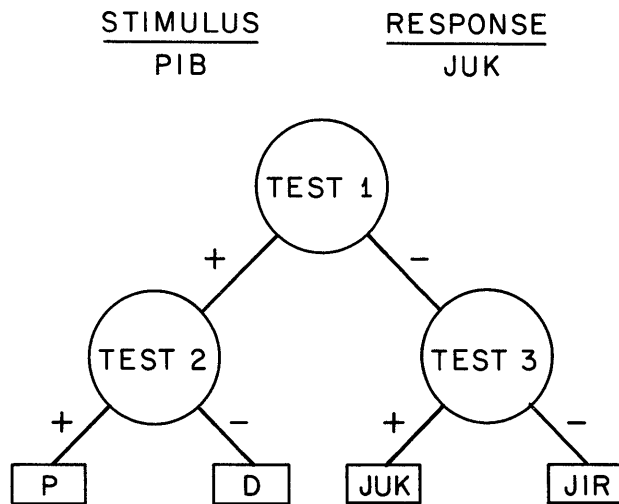 STIMULUS RESPONSE
PIB JUK
TEST 1
+ −
TEST 2 TEST 3
+ − + −
P D JUK JIR